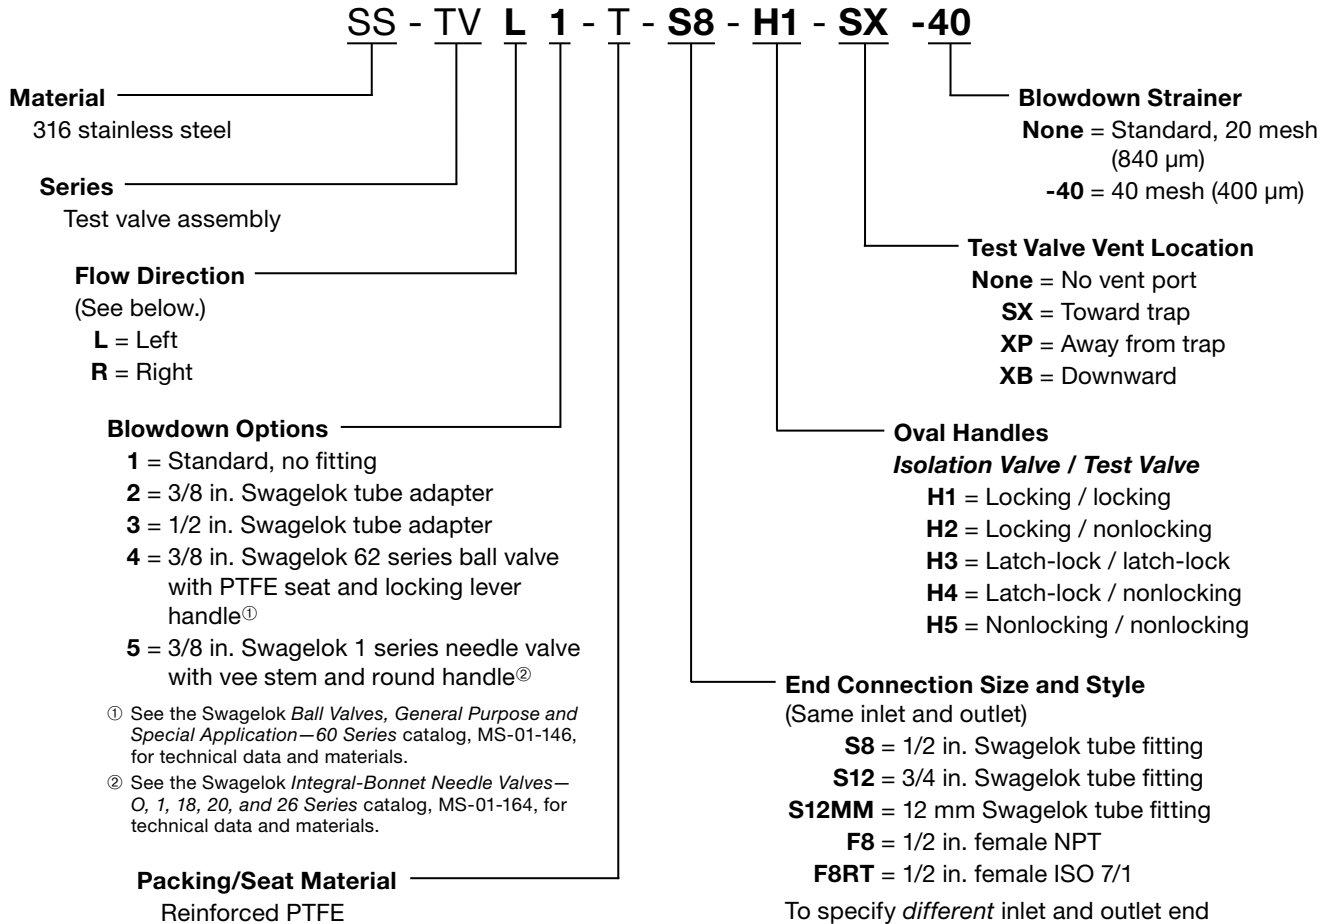 SS - TV L 1 - T - S8 - H1 - SX -40
Material
316 stainless steel
Series
Test valve assembly
Flow Direction
(See below.)
L = Left
R = Right
Blowdown Options
1 = Standard, no fitting
2 = 3/8 in. Swagelok tube adapter
3 = 1/2 in. Swagelok tube adapter
4 = 3/8 in. Swagelok 62 series ball valve
with PTFE seat and locking lever
handle①
5 = 3/8 in. Swagelok 1 series needle valve
with vee stem and round handle②
① See the Swagelok Ball Valves, General Purpose and
Special Application—60 Series catalog, MS-01-146,
for technical data and materials.
② See the Swagelok Integral-Bonnet Needle Valves—
O, 1, 18, 20, and 26 Series catalog, MS-01-164, for
technical data and materials.
Packing/Seat Material
Reinforced PTFE
Blowdown Strainer
None = Standard, 20 mesh
(840 µm)
-40 = 40 mesh (400 µm)
Test Valve Vent Location
None = No vent port
SX = Toward trap
XP = Away from trap
XB = Downward
Oval Handles
Isolation Valve / Test Valve
H1 = Locking / locking
H2 = Locking / nonlocking
H3 = Latch-lock / latch-lock
H4 = Latch-lock / nonlocking
H5 = Nonlocking / nonlocking
End Connection Size and Style
(Same inlet and outlet)
S8 = 1/2 in. Swagelok tube fitting
S12 = 3/4 in. Swagelok tube fitting
S12MM = 12 mm Swagelok tube fitting
F8 = 1/2 in. female NPT
F8RT = 1/2 in. female ISO 7/1
To specify different inlet and outlet end